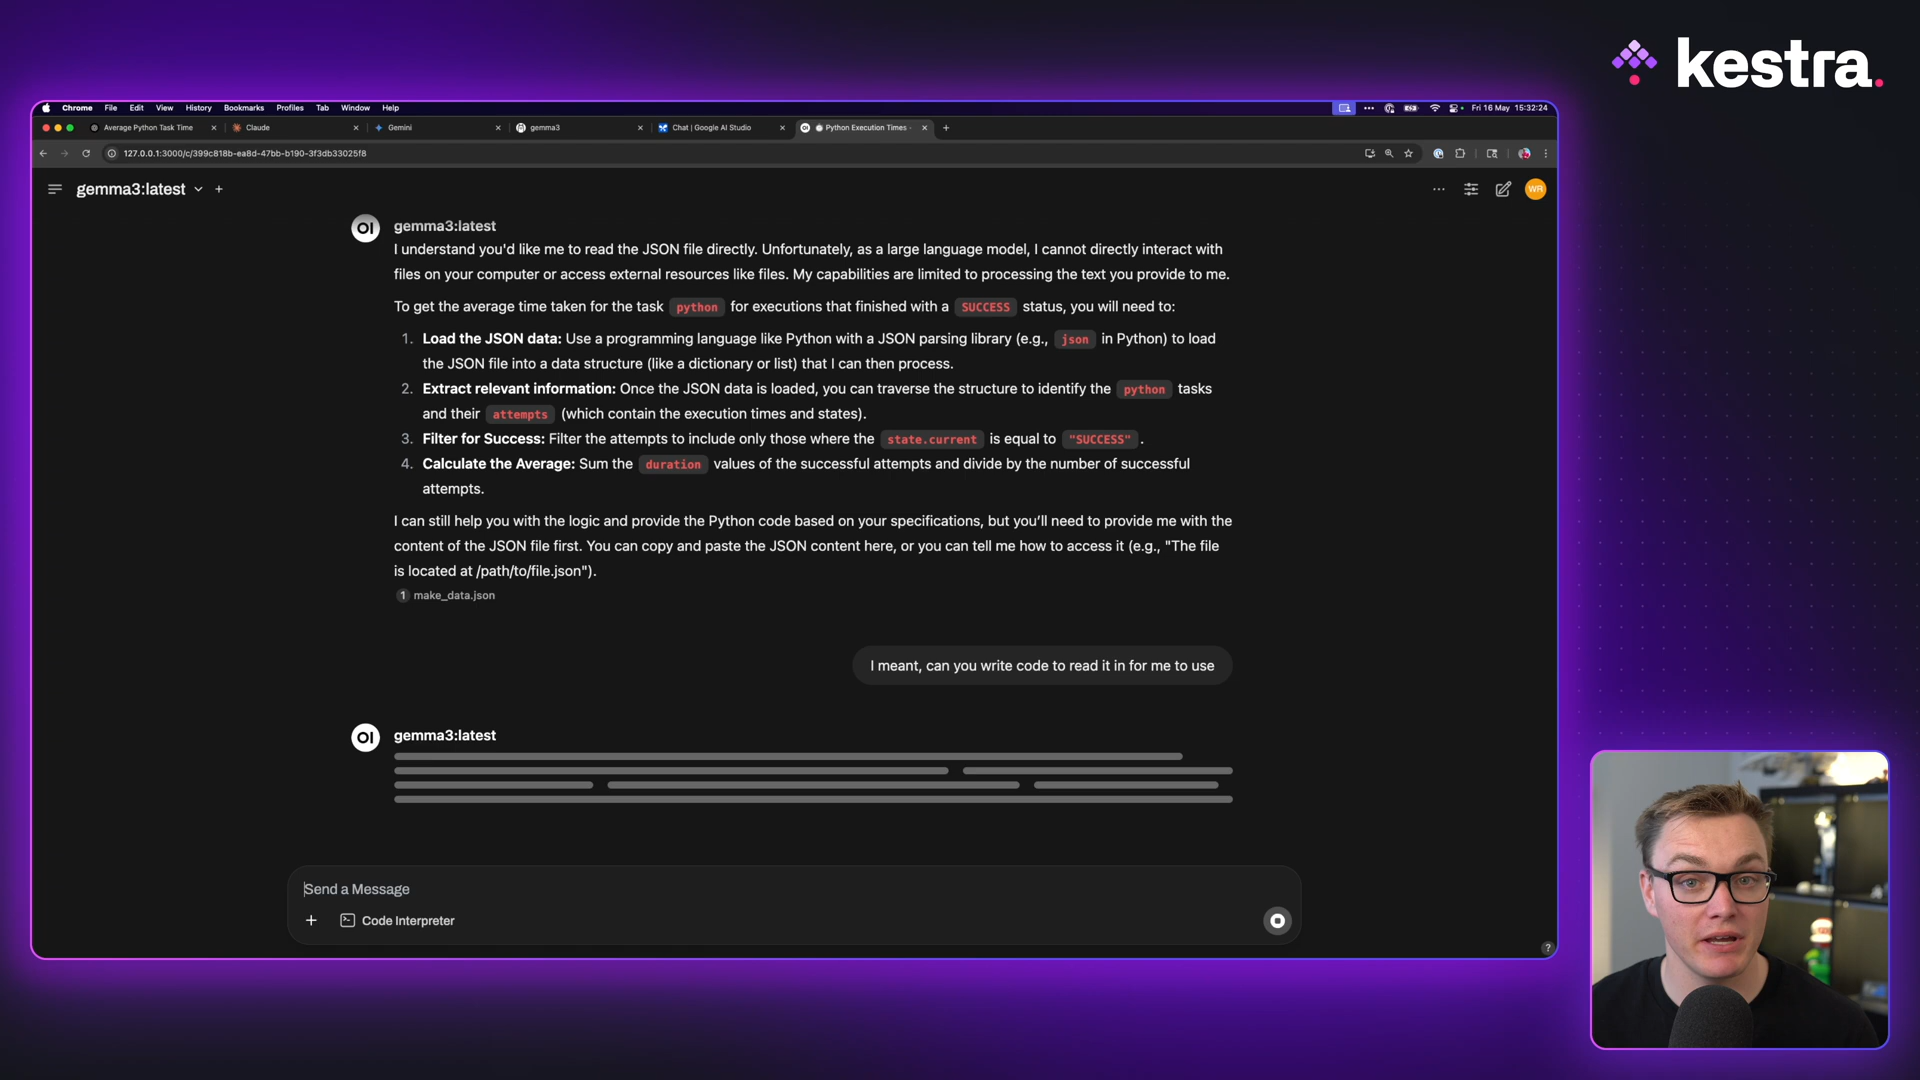 kestra.
Chrome File Edit View History Bookmarks Profiles Tab Window Help
Fri 16 May 15:32:24
Average Python Task Time
Claude
Gemini
gemma3
Chat | Google AI Studio
Python Execution Times -
127.0.0.1:3000/c/399c818b-ea8d-47bb-b190-3f3db33025f8
gemma3:latest
WR
OI
gemma3:latest
I understand you'd like me to read the JSON file directly. Unfortunately, as a large language model, I cannot directly interact with
files on your computer or access external resources like files. My capabilities are limited to processing the text you provide to me.
To get the average time taken for the task python for executions that finished with a SUCCESS status, you will need to:
1. Load the JSON data: Use a programming language like Python with a JSON parsing library (e.g., json in Python) to load
the JSON file into a data structure (like a dictionary or list) that I can then process.
2. Extract relevant information: Once the JSON data is loaded, you can traverse the structure to identify the python tasks
and their attempts (which contain the execution times and states).
3. Filter for Success: Filter the attempts to include only those where the state.current is equal to "SUCCESS".
4. Calculate the Average: Sum the duration values of the successful attempts and divide by the number of successful
attempts.
I can still help you with the logic and provide the Python code based on your specifications, but you’ll need to provide me with the
content of the JSON file first. You can copy and paste the JSON content here, or you can tell me how to access it (e.g., "The file
is located at /path/to/file.json").
1 make_data.json
I meant, can you write code to read it in for me to use
OI
gemma3:latest
Send a Message
Code Interpreter
?